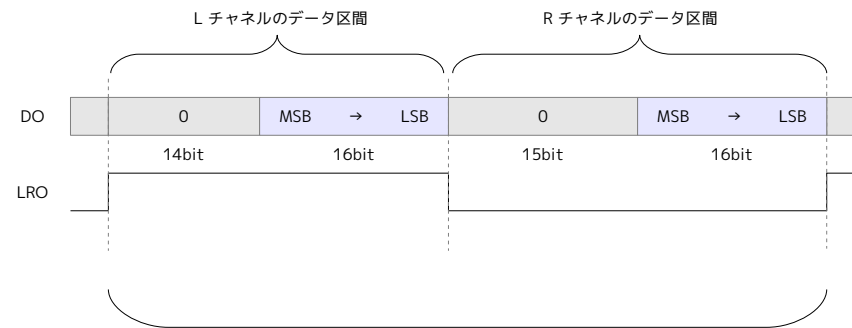 L チャネルのデータ区間 R チャネルのデータ区間
DO 0 MSB → LSB 0 MSB → LSB
14bit 16bit 15bit 16bit
LRO